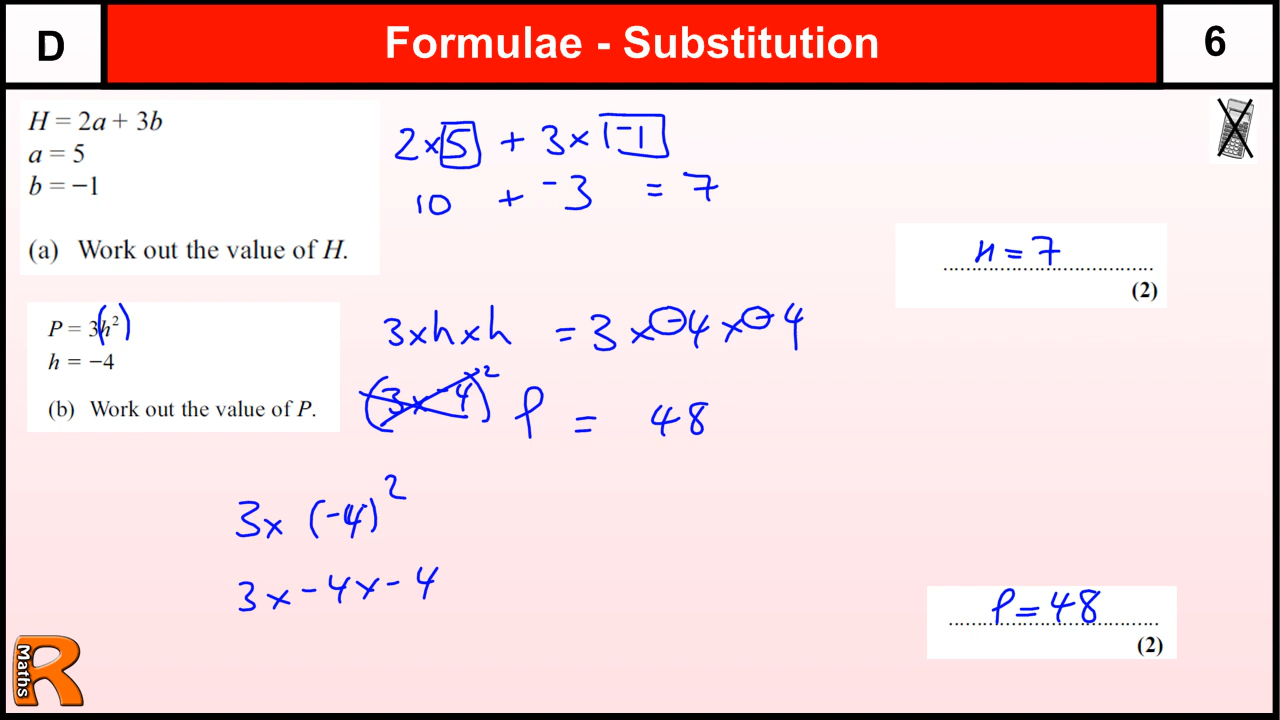 D
Formulae - Substitution
6
H = 2a + 3b
a = 5
b = −1
(a) Work out the value of H.
2 × 5 + 3 × -1
10 + -3 = 7
H = 7
(2)
P = 3(h²)
h = −4
(b) Work out the value of P.
3 × h × h = 3 × -4 × -4
(3 × -4)²
P = 48
3 × (-4)²
3 × -4 × -4
P = 48
(2)
R
Maths